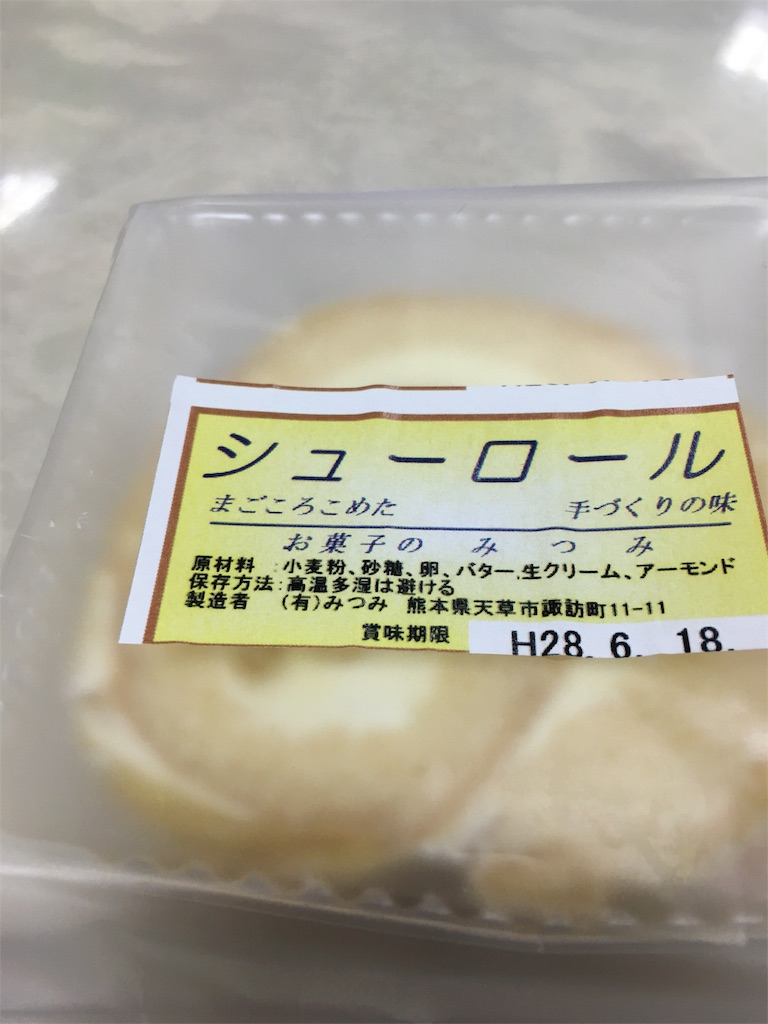 シューロール
まごころこめた 手づくりの味
お菓子の みつみ
原材料 :小麦粉、砂糖、卵、バター,生クリーム、アーモンド
保存方法:高温多湿は避ける
製造者 (有)みつみ 熊本県天草市諏訪町11-11
賞味期限 H28. 6. 18.